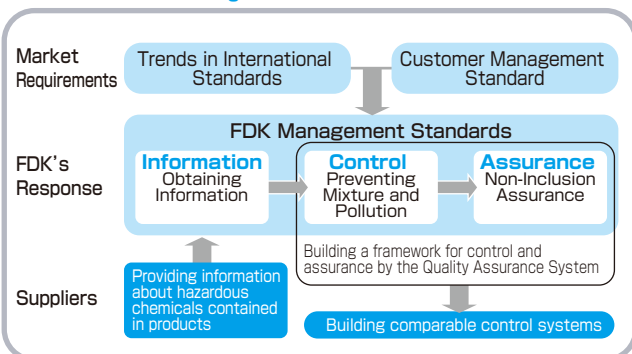 Market
Requirements
Trends in International
Standards
Customer Management
Standard
FDK Management Standards
FDK's
Response
Information
Obtaining
Information
Control
Preventing
Mixture and
Pollution
Assurance
Non-Inclusion
Assurance
Building a framework for control and
assurance by the Quality Assurance System
Suppliers
Providing information
about hazardous
chemicals contained
in products
Building comparable control systems